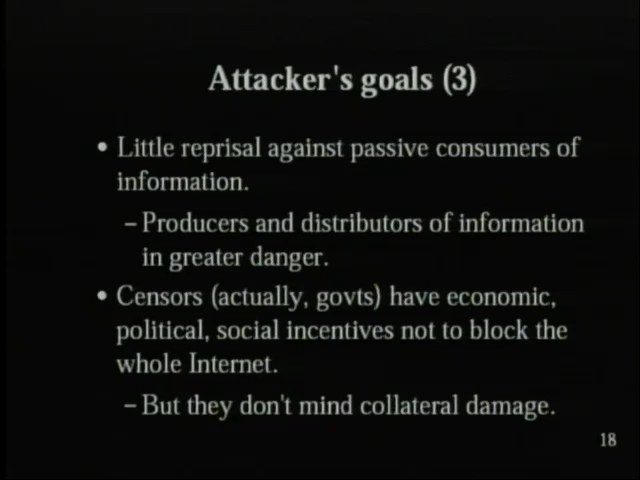 Attacker's goals (3)
• Little reprisal against passive consumers of
information.
– Producers and distributors of information
in greater danger.
• Censors (actually, govts) have economic,
political, social incentives not to block the
whole Internet.
– But they don't mind collateral damage.
18